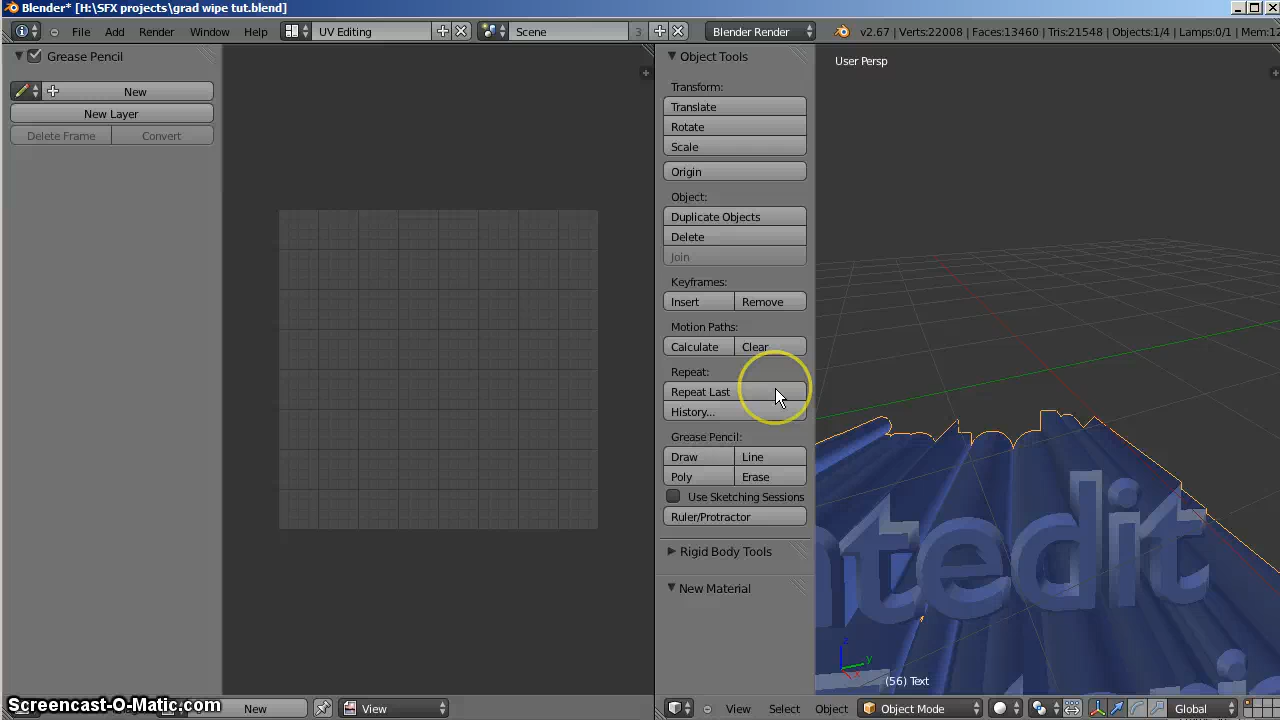 Blender* [H:\SFX projects\grad wipe tut.blend]
File Add Render Window Help UV Editing Scene 3 Blender Render v2.67 | Verts:22008 | Faces:13460 | Tris:21548 | Objects:1/4 | Lamps:0/1 | Mem:12
Grease Pencil
New
New Layer
Delete Frame Convert
Object Tools
Transform:
Translate
Rotate
Scale
Origin
Object:
Duplicate Objects
Delete
Join
Keyframes:
Insert Remove
Motion Paths:
Calculate Clear
Repeat:
Repeat Last
History...
Grease Pencil:
Draw Line
Poly Erase
Use Sketching Sessions
Ruler/Protractor
Rigid Body Tools
New Material
User Persp
ntedit
z
y
x
(56) Text
Screencast-O-Matic.com
New View
View Select Object Object Mode Global